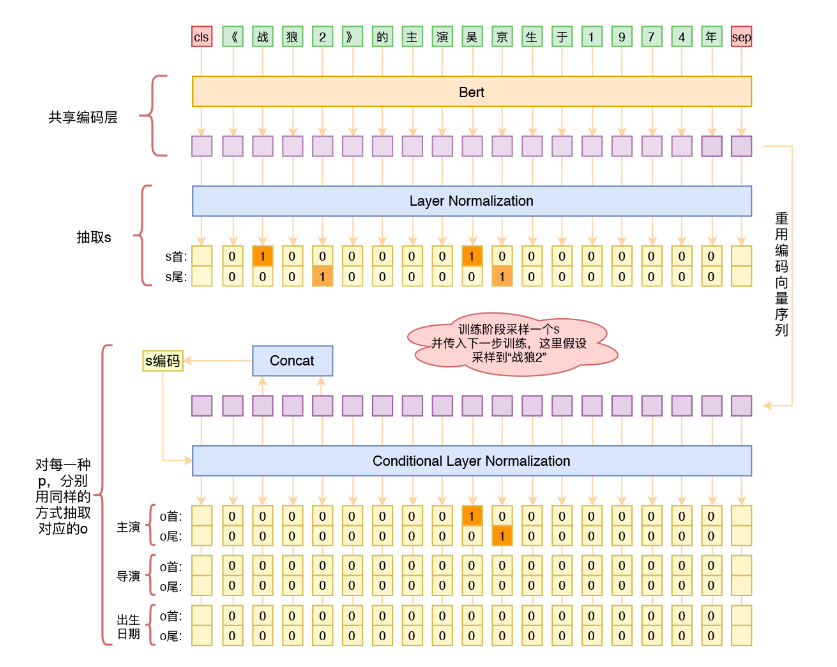 cls 《 战 狼 2 》 的 主 演 吴 京 生 于 1 9 7 4 年 sep
共享编码层
Bert
抽取s
Layer Normalization
s首: 0 1 0 0 0 0 0 0 1 0 0 0 0 0 0 0 0
s尾: 0 0 0 1 0 0 0 0 0 1 0 0 0 0 0 0 0
重用编码向量序列
训练阶段采样一个s
并传入下一步训练，这里假设
采样到“战狼2”
s编码
Concat
Conditional Layer Normalization
对每一种
p，分别
用同样的
方式抽取
对应的o
主演
o首: 0 0 0 0 0 0 0 0 1 0 0 0 0 0 0 0 0
o尾: 0 0 0 0 0 0 0 0 0 1 0 0 0 0 0 0 0
导演
o首: 0 0 0 0 0 0 0 0 0 0 0 0 0 0 0 0 0
o尾: 0 0 0 0 0 0 0 0 0 0 0 0 0 0 0 0 0
出生
日期
o首: 0 0 0 0 0 0 0 0 0 0 0 0 0 0 0 0 0
o尾: 0 0 0 0 0 0 0 0 0 0 0 0 0 0 0 0 0